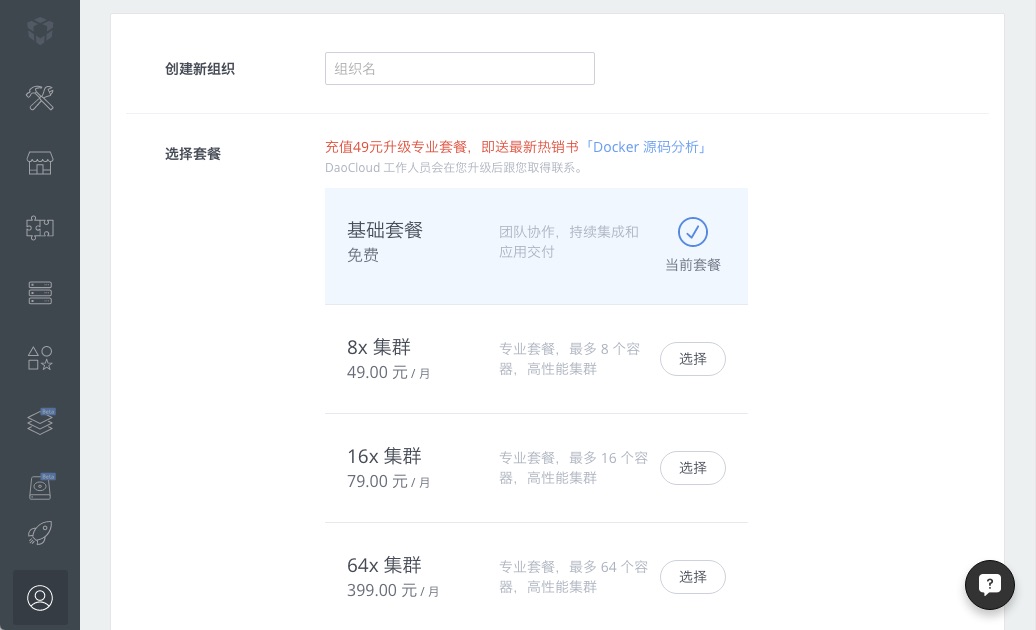 创建新组织
组织名
选择套餐
充值49元升级专业套餐，即送最新热销书「Docker 源码分析」
DaoCloud 工作人员会在您升级后跟您取得联系。
基础套餐
免费
团队协作，持续集成和
应用交付
当前套餐
8x 集群
49.00 元 / 月
专业套餐，最多 8 个容
器，高性能集群
选择
16x 集群
79.00 元 / 月
专业套餐，最多 16 个容
器，高性能集群
选择
64x 集群
399.00 元 / 月
专业套餐，最多 64 个容
器，高性能集群
选择
Beta
Beta
?